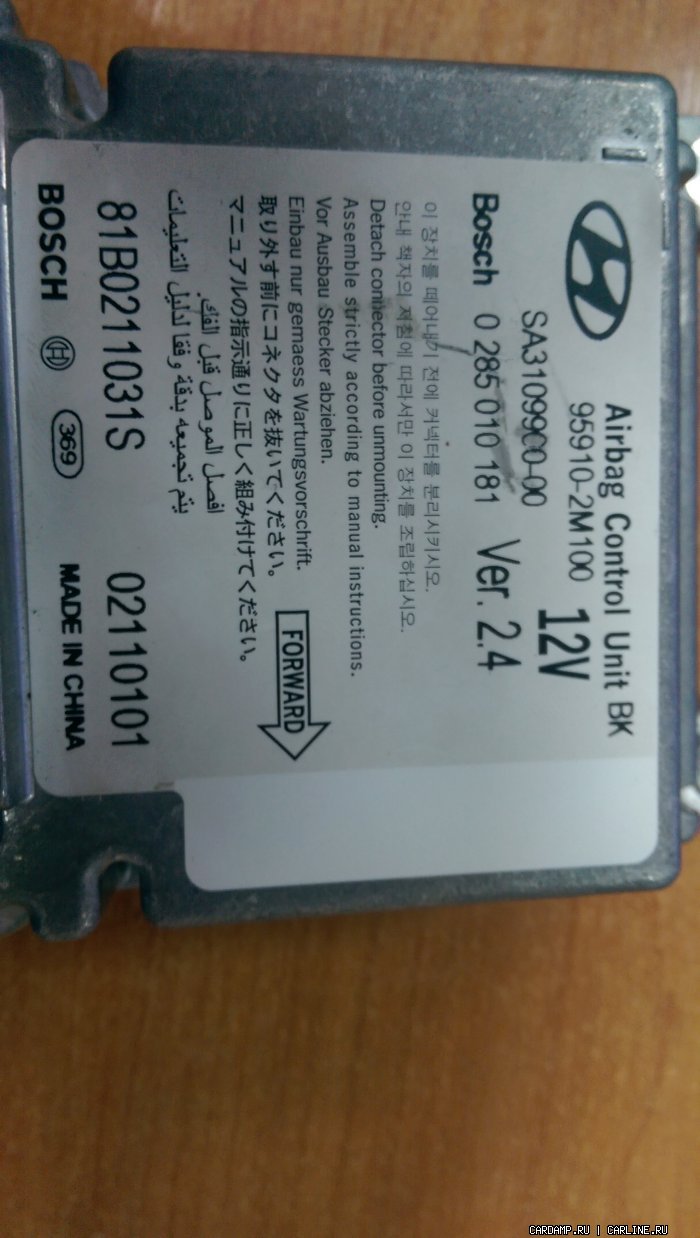 Airbag Control Unit BK
95910-2M100 12V
SA3109900-00
Bosch 0 285 010 181 Ver. 2.4
이 장치를 떼어내기 전에 커넥터를 분리시키시오.
안내 책자의 지침에 따라서만 이 장치를 조립하십시오.
Detach connector before unmounting.
Assemble strictly according to manual instructions.
Vor Ausbau Stecker abziehen.
Einbau nur gemaess Wartungsvorschrift.
取り外す前にコネクタを抜いてください。
マニュアルの指示通りに正しく組み付けてください。
FORWARD
افصل الموصل قبل الفك
يتم تجميعه بدقة وفقا لدليل التعليمات
81B0211031S 02110101
BOSCH H 369 MADE IN CHINA
CARDAMP.RU | CARLINE.RU